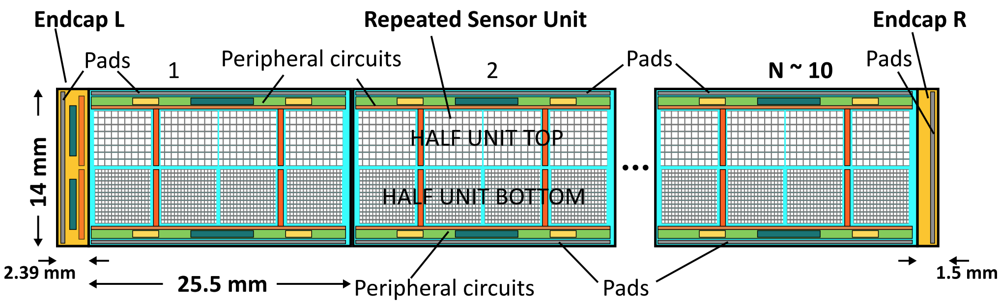 Endcap L
Repeated Sensor Unit
Endcap R
Pads
1
Peripheral circuits
2
Pads
N ~ 10
Pads
HALF UNIT TOP
HALF UNIT BOTTOM
14 mm
2.39 mm
25.5 mm
Peripheral circuits
Pads
1.5 mm